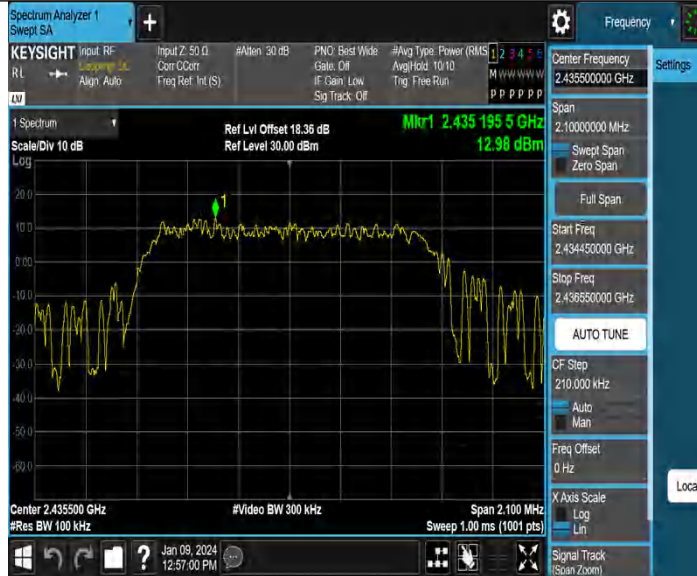 Spectrum Analyzer 1
Swept SA
+
Frequency
KEYSIGHT
RL
Input: RF
Align: Auto
Input Z: 50 Ω
Corr CCorr
Freq Ref: Int (S)
#Atten: 30 dB
PNO: Best Wide
Gate: Off
IF Gain: Low
Sig Track: Off
#Avg Type: Power (RMS
Avg|Hold: 10/10
Trig: Free Run
1 2 3 4 5 6
M W W W W W
P P P P P P
1 Spectrum
Scale/Div 10 dB
Ref Lvl Offset 18.36 dB
Ref Level 30.00 dBm
Mkr1 2.435 195 5 GHz
12.98 dBm
Log
20.0
10.0
0.00
-10.0
-20.0
-30.0
-40.0
-50.0
-60.0
1
Center 2.435500 GHz
#Res BW 100 kHz
#Video BW 300 kHz
Span 2.100 MHz
Sweep 1.00 ms (1001 pts)
Jan 09, 2024
12:57:00 PM
?
Center Frequency
2.435500000 GHz
Settings
Span
2.10000000 MHz
Swept Span
Zero Span
Full Span
Start Freq
2.434450000 GHz
Stop Freq
2.436550000 GHz
AUTO TUNE
CF Step
210.000 kHz
Auto
Man
Freq Offset
0 Hz
X Axis Scale
Log
Lin
Loca
Signal Track
(Span Zoom)